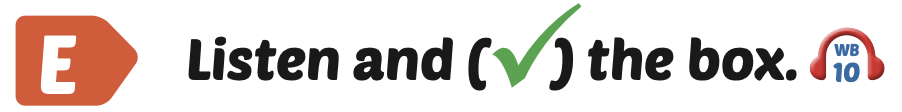 E Listen and (✓) the box. WB
10